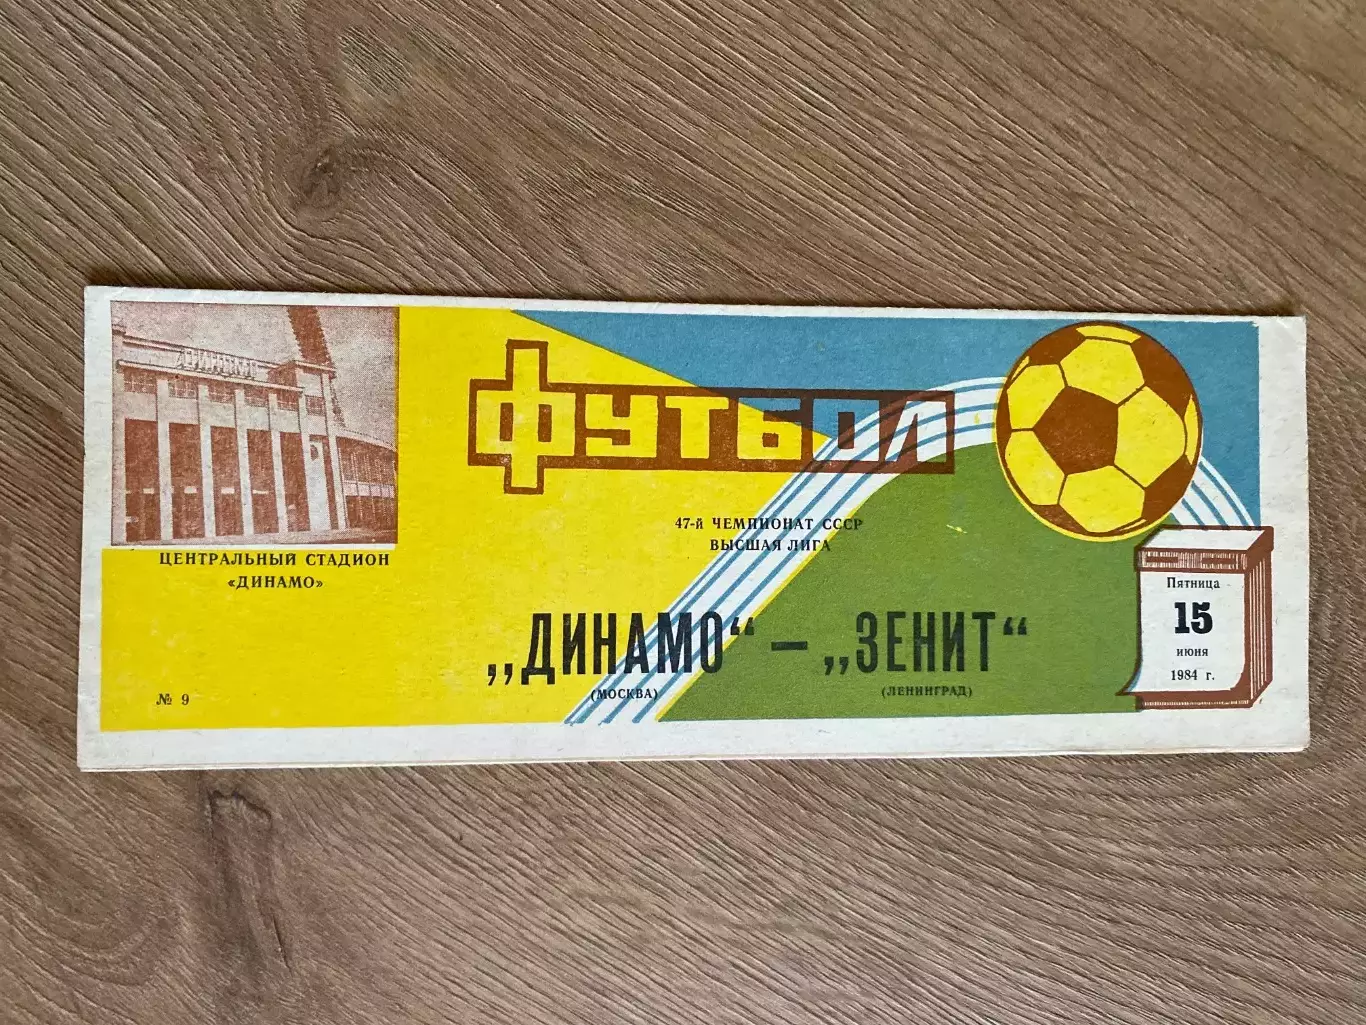 ДИНАМО
ФУТБОЛ
47-й ЧЕМПИОНАТ СССР
ВЫСШАЯ ЛИГА
ЦЕНТРАЛЬНЫЙ СТАДИОН
«ДИНАМО»
„ДИНАМО“ — „ЗЕНИТ“
(МОСКВА) (ЛЕНИНГРАД)
Пятница
15
июня
1984 г.
№ 9